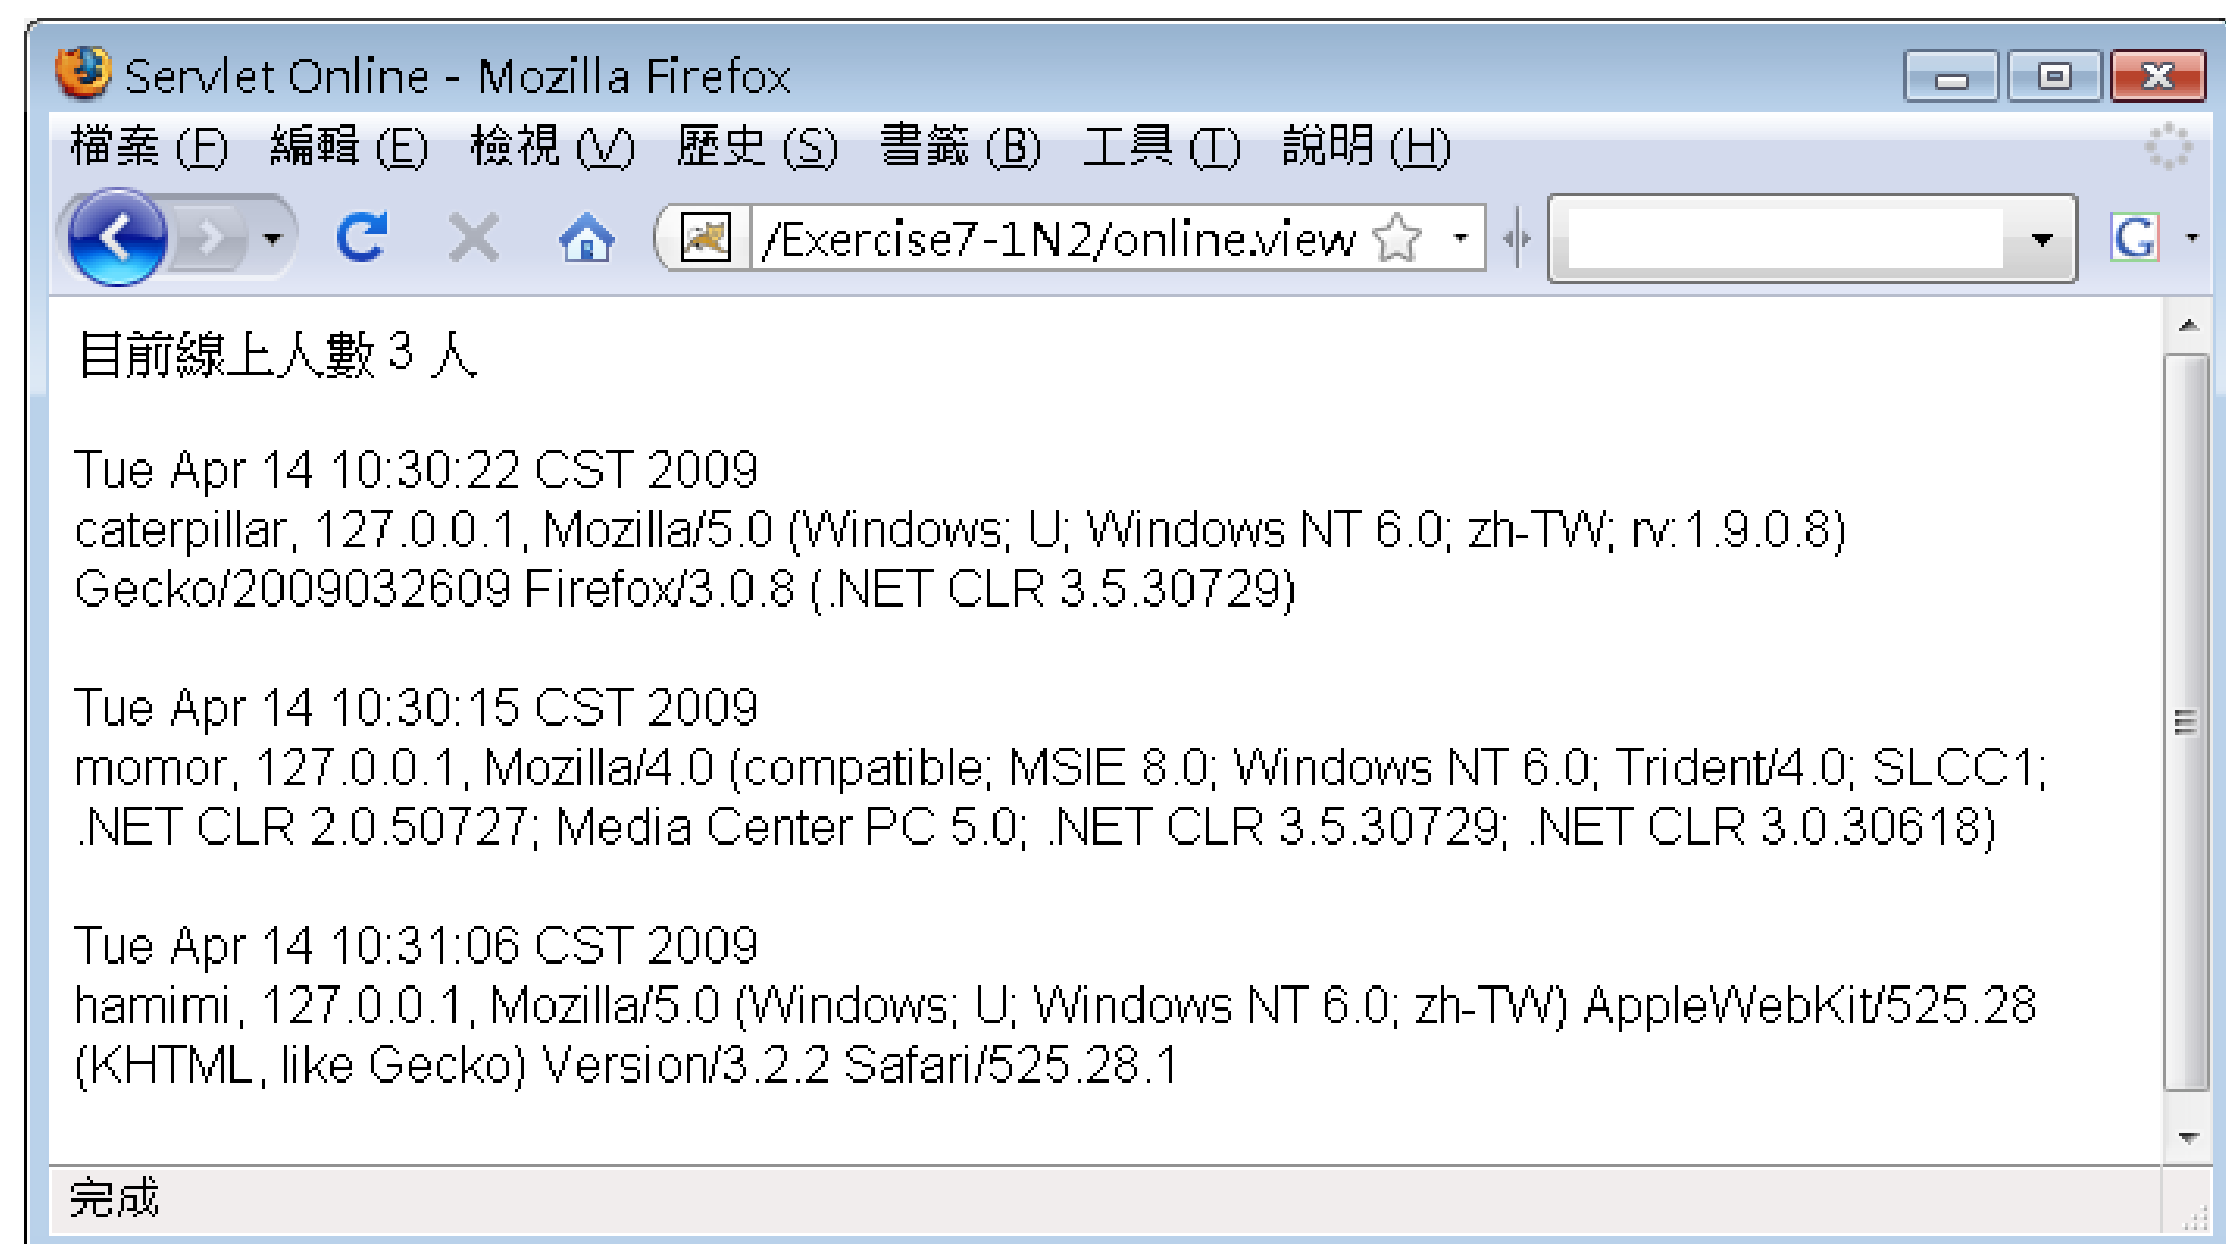 Servlet Online - Mozilla Firefox
檔案 (F) 編輯 (E) 檢視 (V) 歷史 (S) 書籤 (B) 工具 (T) 說明 (H)
/Exercise7-1N2/online.view
G
目前線上人數 3 人
Tue Apr 14 10:30:22 CST 2009
caterpillar, 127.0.0.1, Mozilla/5.0 (Windows; U; Windows NT 6.0; zh-TW; rv:1.9.0.8)
Gecko/2009032609 Firefox/3.0.8 (.NET CLR 3.5.30729)
Tue Apr 14 10:30:15 CST 2009
momor, 127.0.0.1, Mozilla/4.0 (compatible; MSIE 8.0; Windows NT 6.0; Trident/4.0; SLCC1;
.NET CLR 2.0.50727; Media Center PC 5.0; .NET CLR 3.5.30729; .NET CLR 3.0.30618)
Tue Apr 14 10:31:06 CST 2009
hamimi, 127.0.0.1, Mozilla/5.0 (Windows; U; Windows NT 6.0; zh-TW) AppleWebKit/525.28
(KHTML, like Gecko) Version/3.2.2 Safari/525.28.1
完成